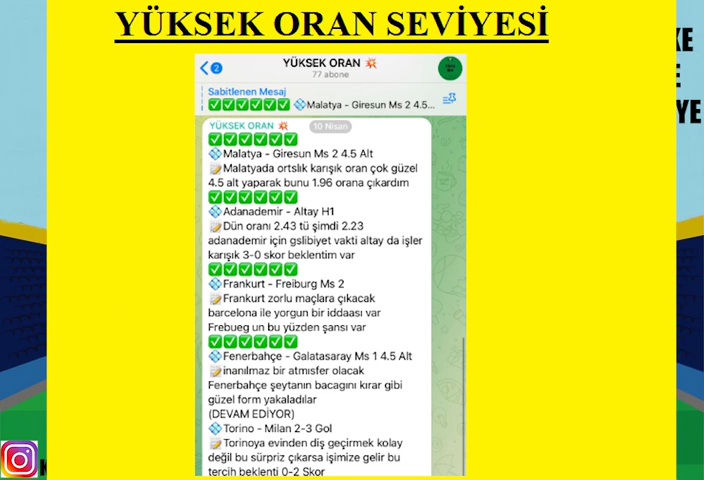 YÜKSEK ORAN SEVİYESİ
2
YÜKSEK ORAN
77 abone
Sabitlenen Mesaj
Malatya - Giresun Ms 2 4.5...
YÜKSEK ORAN
10 Nisan
Malatya - Giresun Ms 2 4.5 Alt
Malatyada ortslık karışık oran çok güzel
4.5 alt yaparak bunu 1.96 orana çıkardım
Adanademir - Altay H1
Dün oranı 2.43 tü şimdi 2.23
adanademir için gslibiyet vakti altay da işler
karışık 3-0 skor beklentim var
Frankurt - Freiburg Ms 2
Frankurt zorlu maçlara çıkacak
barcelona ile yorgun bir iddaası var
Frebueg un bu yüzden şansı var
Fenerbahçe - Galatasaray Ms 1 4.5 Alt
inanılmaz bir atmısfer olacak
Fenerbahçe şeytanın bacagını kırar gibi
güzel form yakaladılar
(DEVAM EDİYOR)
Torino - Milan 2-3 Gol
Torinoya evinden diş geçirmek kolay
değil bu sürpriz çıkarsa işimize gelir bu
tercih beklenti 0-2 Skor
KE
E
YE
K